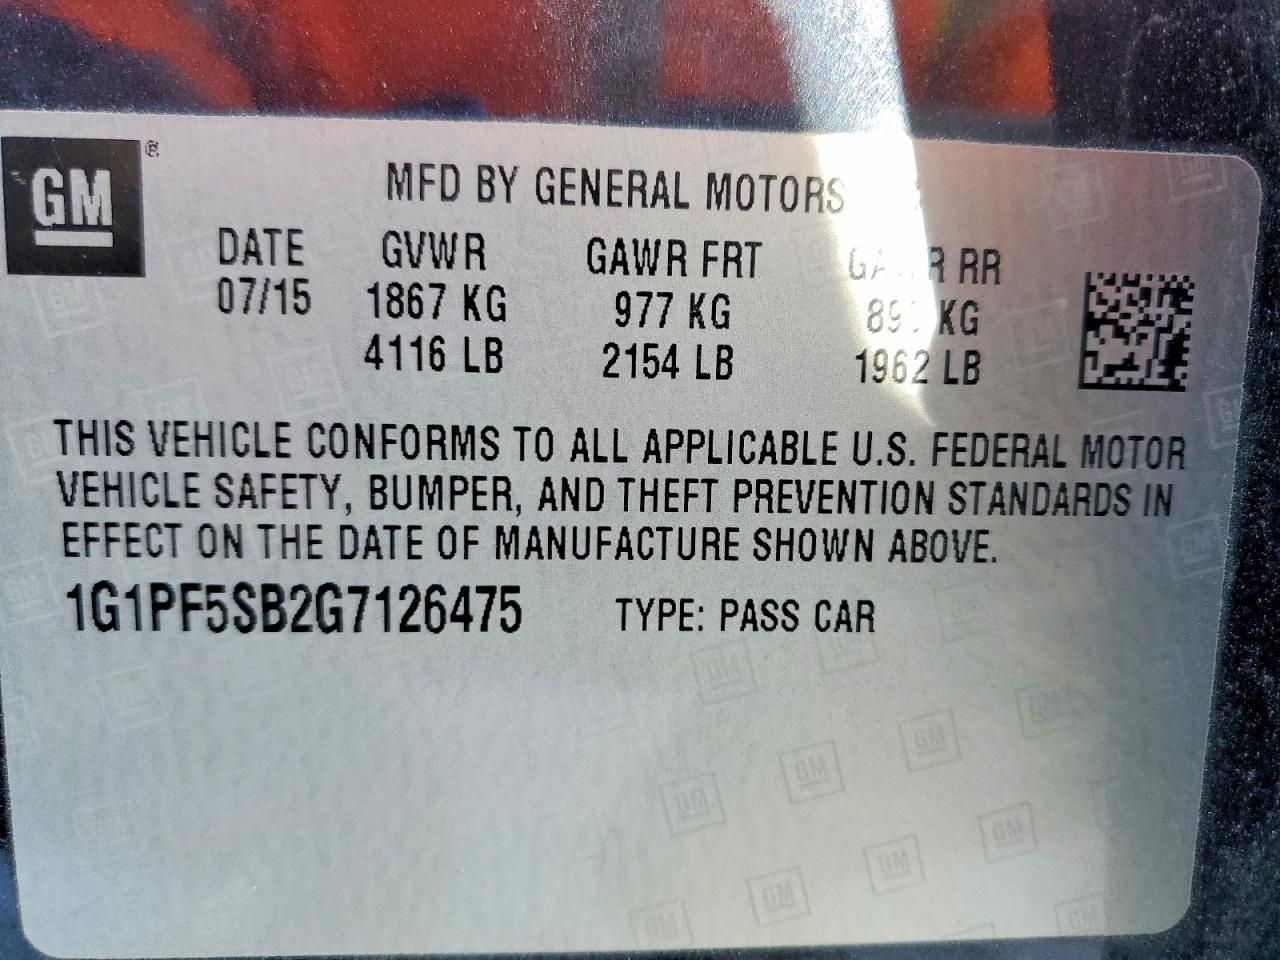 GM ®
MFD BY GENERAL MOTORS
DATE GVWR GAWR FRT RR
07/15 1867 KG 977 KG KG
4116 LB 2154 LB 1962 LB
THIS VEHICLE CONFORMS TO ALL APPLICABLE U.S. FEDERAL MOTOR
VEHICLE SAFETY, BUMPER, AND THEFT PREVENTION STANDARDS IN
EFFECT ON THE DATE OF MANUFACTURE SHOWN ABOVE.
1G1PF5SB2G7126475 TYPE: PASS CAR